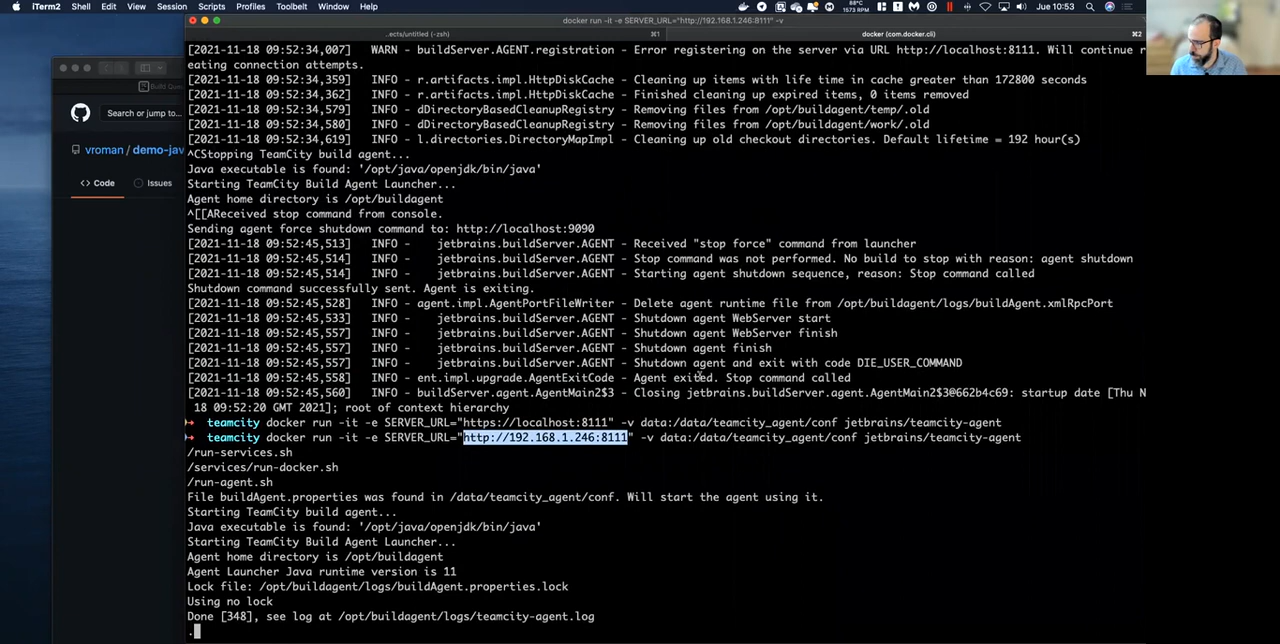 iTerm2 Shell Edit View Session Scripts Profiles Toolbelt Window Help
88°C
1573 RPM
Jue 10:53
docker run -it -e SERVER_URL="http://192.168.1.246:8111" -v
..ects/untitled (-zsh)
⌘1
docker (com.docker.cli)
⌘2
[2021-11-18 09:52:34,007]   WARN - buildServer.AGENT.registration - Error registering on the server via URL http://localhost:8111. Will continue r
eating connection attempts.
[2021-11-18 09:52:34,359]   INFO - r.artifacts.impl.HttpDiskCache - Cleaning up items with life time in cache greater than 172800 seconds
[2021-11-18 09:52:34,362]   INFO - r.artifacts.impl.HttpDiskCache - Finished cleaning up expired items, 0 items removed
[2021-11-18 09:52:34,579]   INFO - dDirectoryBasedCleanupRegistry - Removing files from /opt/buildagent/temp/.old
[2021-11-18 09:52:34,580]   INFO - dDirectoryBasedCleanupRegistry - Removing files from /opt/buildagent/work/.old
[2021-11-18 09:52:34,619]   INFO - l.directories.DirectoryMapImpl - Cleaning up old checkout directories. Default lifetime = 192 hour(s)
^CStopping TeamCity build agent...
Java executable is found: '/opt/java/openjdk/bin/java'
Starting TeamCity Build Agent Launcher...
Agent home directory is /opt/buildagent
^[[AReceived stop command from console.
Sending agent force shutdown command to: http://localhost:9090
[2021-11-18 09:52:45,513]   INFO -   jetbrains.buildServer.AGENT - Received "stop force" command from launcher
[2021-11-18 09:52:45,514]   INFO -   jetbrains.buildServer.AGENT - Stop command was not performed. No build to stop with reason: agent shutdown
[2021-11-18 09:52:45,514]   INFO -   jetbrains.buildServer.AGENT - Starting agent shutdown sequence, reason: Stop command called
Shutdown command successfully sent. Agent is exiting.
[2021-11-18 09:52:45,528]   INFO - agent.impl.AgentPortFileWriter - Delete agent runtime file from /opt/buildagent/logs/buildAgent.xmlRpcPort
[2021-11-18 09:52:45,533]   INFO -   jetbrains.buildServer.AGENT - Shutdown agent WebServer start
[2021-11-18 09:52:45,557]   INFO -   jetbrains.buildServer.AGENT - Shutdown agent WebServer finish
[2021-11-18 09:52:45,557]   INFO -   jetbrains.buildServer.AGENT - Shutdown agent finish
[2021-11-18 09:52:45,557]   INFO -   jetbrains.buildServer.AGENT - Shutdown agent and exit with code DIE_USER_COMMAND
[2021-11-18 09:52:45,558]   INFO - ent.impl.upgrade.AgentExitCode - Agent exited. Stop command called
[2021-11-18 09:52:45,560]   INFO - buildServer.agent.AgentMain2$3 - Closing jetbrains.buildServer.agent.AgentMain2$3@662b4c69: startup date [Thu N
 18 09:52:20 GMT 2021]; root of context hierarchy
→ teamcity docker run -it -e SERVER_URL="https://localhost:8111" -v data:/data/teamcity_agent/conf jetbrains/teamcity-agent
→ teamcity docker run -it -e SERVER_URL="http://192.168.1.246:8111" -v data:/data/teamcity_agent/conf jetbrains/teamcity-agent
/run-services.sh
/services/run-docker.sh
/run-agent.sh
File buildAgent.properties was found in /data/teamcity_agent/conf. Will start the agent using it.
Starting TeamCity build agent...
Java executable is found: '/opt/java/openjdk/bin/java'
Starting TeamCity Build Agent Launcher...
Agent home directory is /opt/buildagent
Agent Launcher Java runtime version is 11
Lock file: /opt/buildagent/logs/buildAgent.properties.lock
Using no lock
Done [348], see log at /opt/buildagent/logs/teamcity-agent.log
.
Build Que
Search or jump to...
vroman / demo-jav
<> Code
Issues